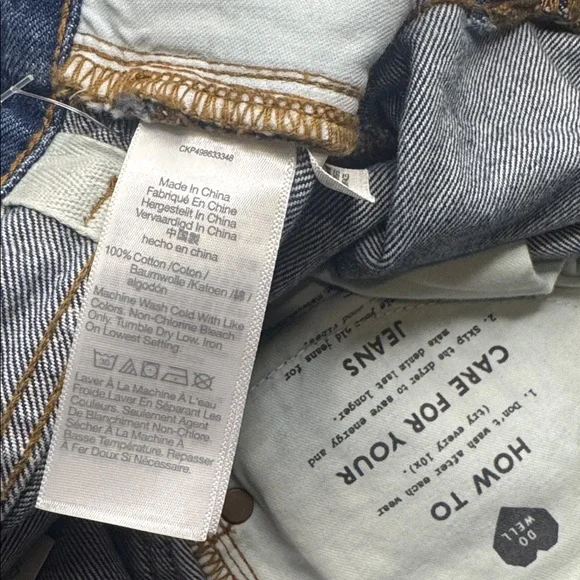 CKP498633348
Made In China
Fabriqué En Chine
Hergestellt In China
Vervaardigd In China
中国製
hecho en china
100% Cotton /Coton /
Baumwolle /Katoen /綿 /
algodón
Machine Wash Cold With Like
Colors. Non-Chlorine Bleach
Only. Tumble Dry Low. Iron
On Lowest Setting.
Laver À La Machine À L'eau
Froide.Laver En Séparant Les
Couleurs. Seulement Agent
De Blanchiment Non-Chlore.
Sécher À La Machine À
Basse Température. Repasser
À Fer Doux Si Nécessaire.
DO
WELL
HOW TO
CARE FOR YOUR
JEANS
1. Don't wash after each wear
(try every 10x).
2. Skip the dryer to save energy and
make denim last longer.
old jeans for